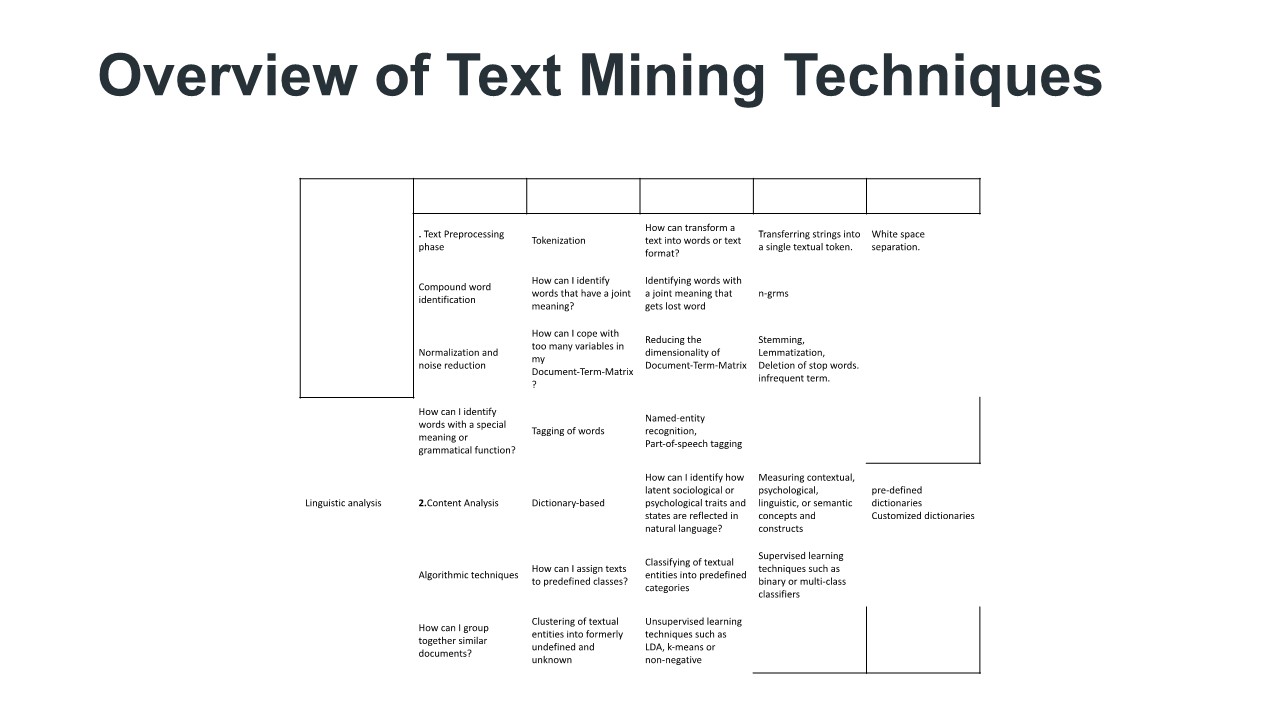 Overview of Text Mining Techniques
. Text Preprocessing
phase
Tokenization
How can transform a
text into words or text
format?
Transferring strings into
a single textual token.
White space
separation.
Compound word
identification
How can I identify
words that have a joint
meaning?
Identifying words with
a joint meaning that
gets lost word
n-grms
Normalization and
noise reduction
How can I cope with
too many variables in
my
Document-Term-Matrix
?
Reducing the
dimensionality of
Document-Term-Matrix
Stemming,
Lemmatization,
Deletion of stop words.
infrequent term.
How can I identify
words with a special
meaning or
grammatical function?
Tagging of words
Named-entity
recognition,
Part-of-speech tagging
Linguistic analysis
2.Content Analysis
Dictionary-based
How can I identify how
latent sociological or
psychological traits and
states are reflected in
natural language?
Measuring contextual,
psychological,
linguistic, or semantic
concepts and
constructs
pre-defined
dictionaries
Customized dictionaries
Algorithmic techniques
How can I assign texts
to predefined classes?
Classifying of textual
entities into predefined
categories
Supervised learning
techniques such as
binary or multi-class
classifiers
How can I group
together similar
documents?
Clustering of textual
entities into formerly
undefined and
unknown
Unsupervised learning
techniques such as
LDA, k-means or
non-negative